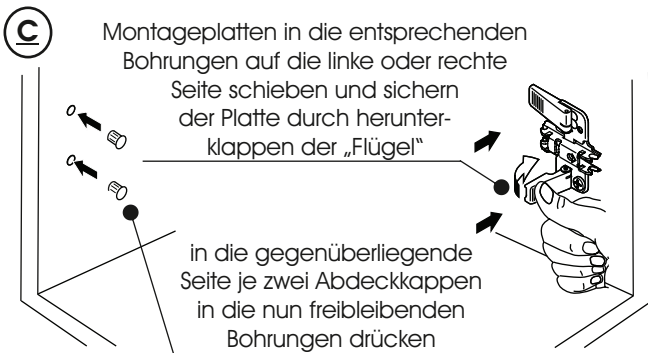 C
Montageplatten in die entsprechenden
Bohrungen auf die linke oder rechte
Seite schieben und sichern
der Platte durch herunter-
klappen der „Flügel“
in die gegenüberliegende
Seite je zwei Abdeckkappen
in die nun freibleibenden
Bohrungen drücken